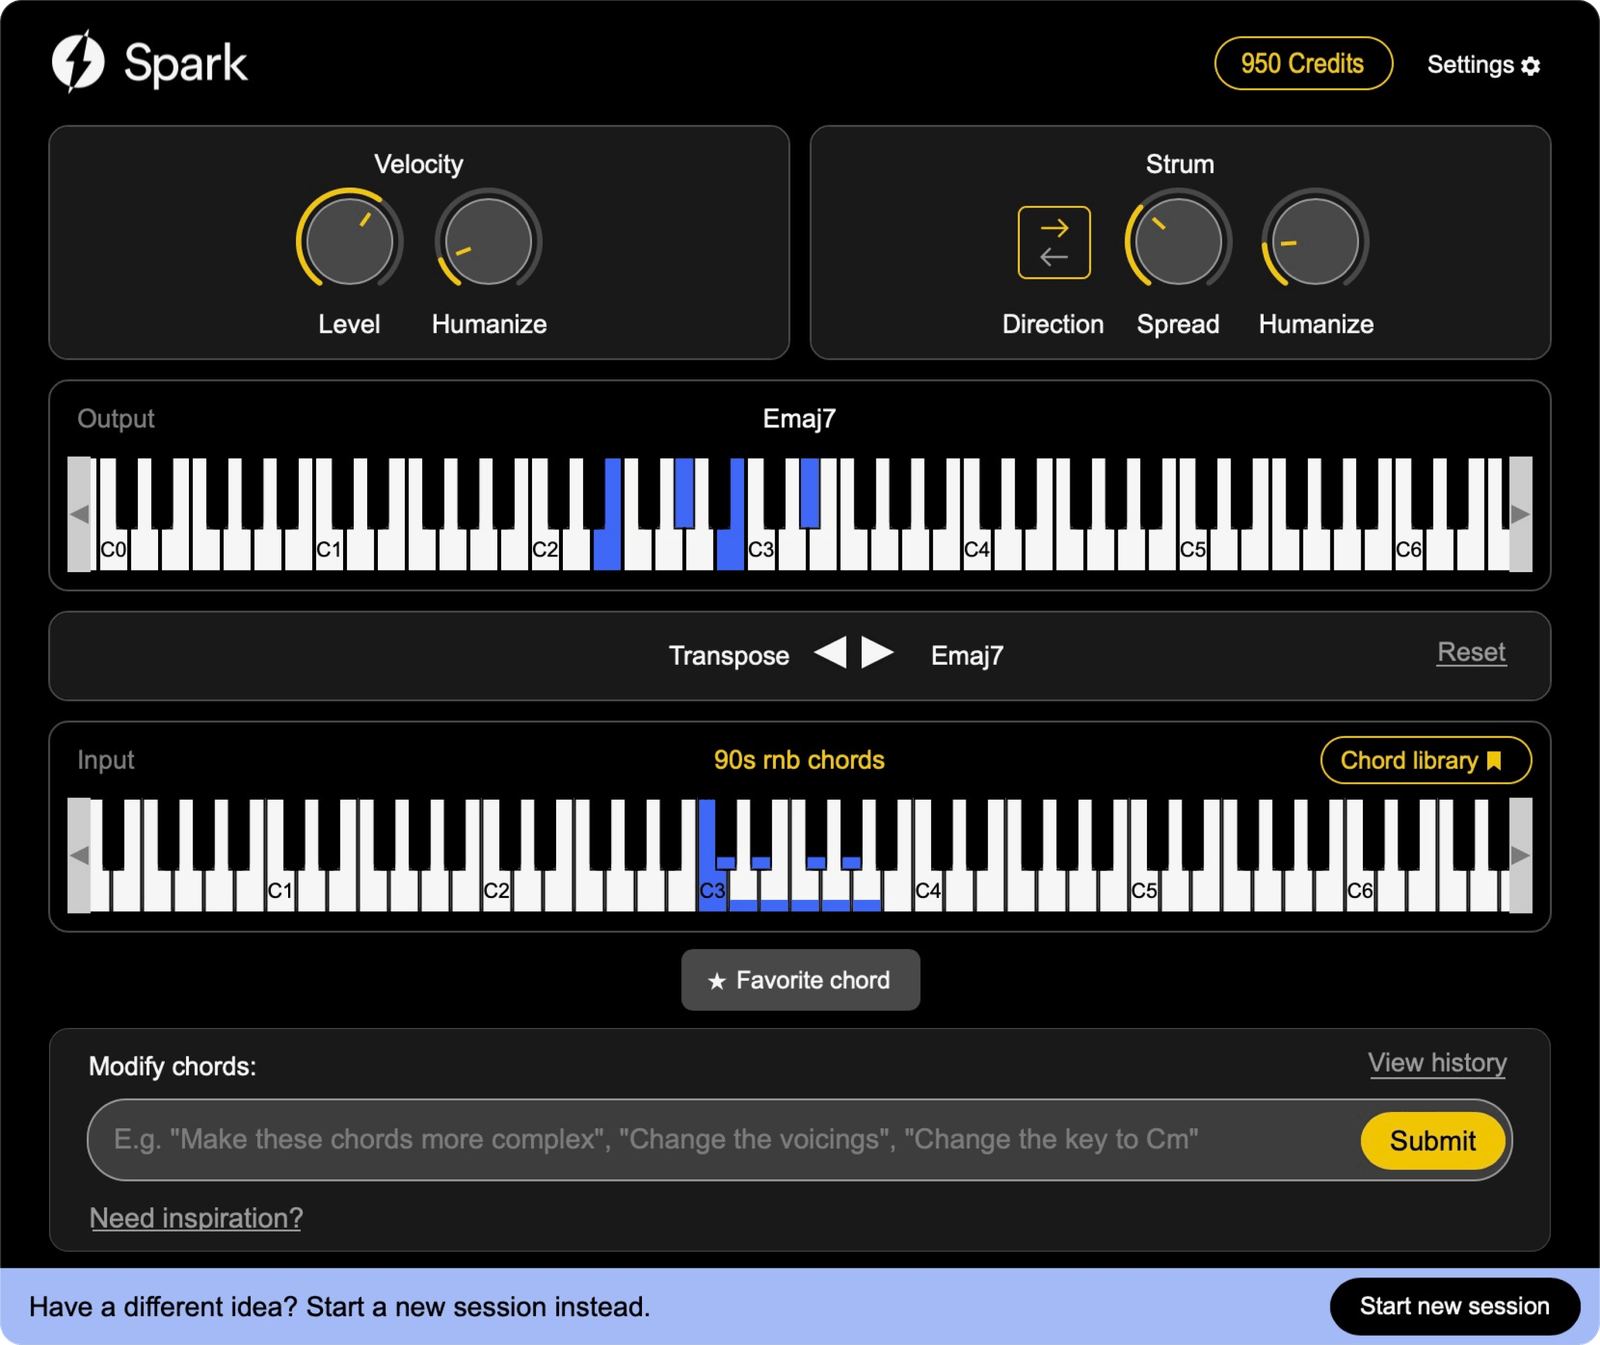 Spark
950 Credits
Settings
Velocity
Level
Humanize
Strum
Direction
Spread
Humanize
Output
Emaj7
C0 C1 C2 C3 C4 C5 C6
Transpose
Emaj7
Reset
Input
90s rnb chords
Chord library
C1 C2 C3 C4 C5 C6
★ Favorite chord
Modify chords:
View history
E.g. "Make these chords more complex", "Change the voicings", "Change the key to Cm"
Submit
Need inspiration?
Have a different idea? Start a new session instead.
Start new session